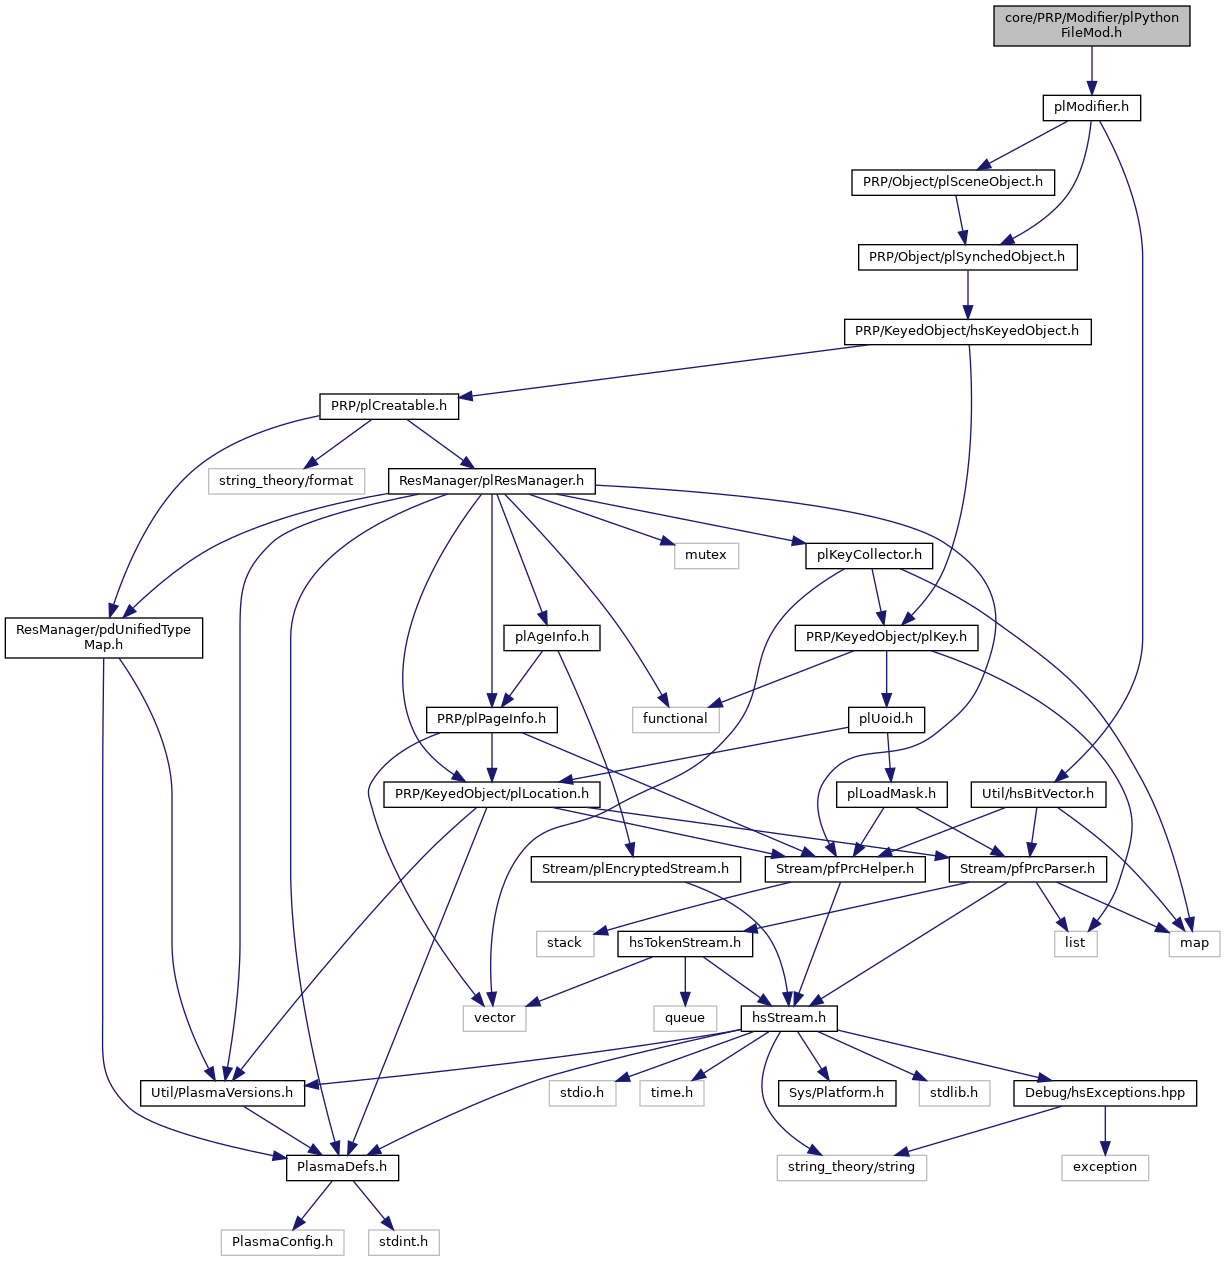 core/PRP/Modifier/plPython
FileMod.h
plModifier.h
PRP/Object/plSceneObject.h
PRP/Object/plSynchedObject.h
PRP/KeyedObject/hsKeyedObject.h
PRP/plCreatable.h
string_theory/format
ResManager/plResManager.h
mutex
plKeyCollector.h
ResManager/pdUnifiedType
Map.h
plAgeInfo.h
PRP/KeyedObject/plKey.h
PRP/plPageInfo.h
functional
plUoid.h
PRP/KeyedObject/plLocation.h
plLoadMask.h
Util/hsBitVector.h
Stream/plEncryptedStream.h
Stream/pfPrcHelper.h
Stream/pfPrcParser.h
stack
hsTokenStream.h
list
map
vector
queue
hsStream.h
Util/PlasmaVersions.h
stdio.h
time.h
Sys/Platform.h
stdlib.h
Debug/hsExceptions.hpp
PlasmaDefs.h
string_theory/string
exception
PlasmaConfig.h
stdint.h